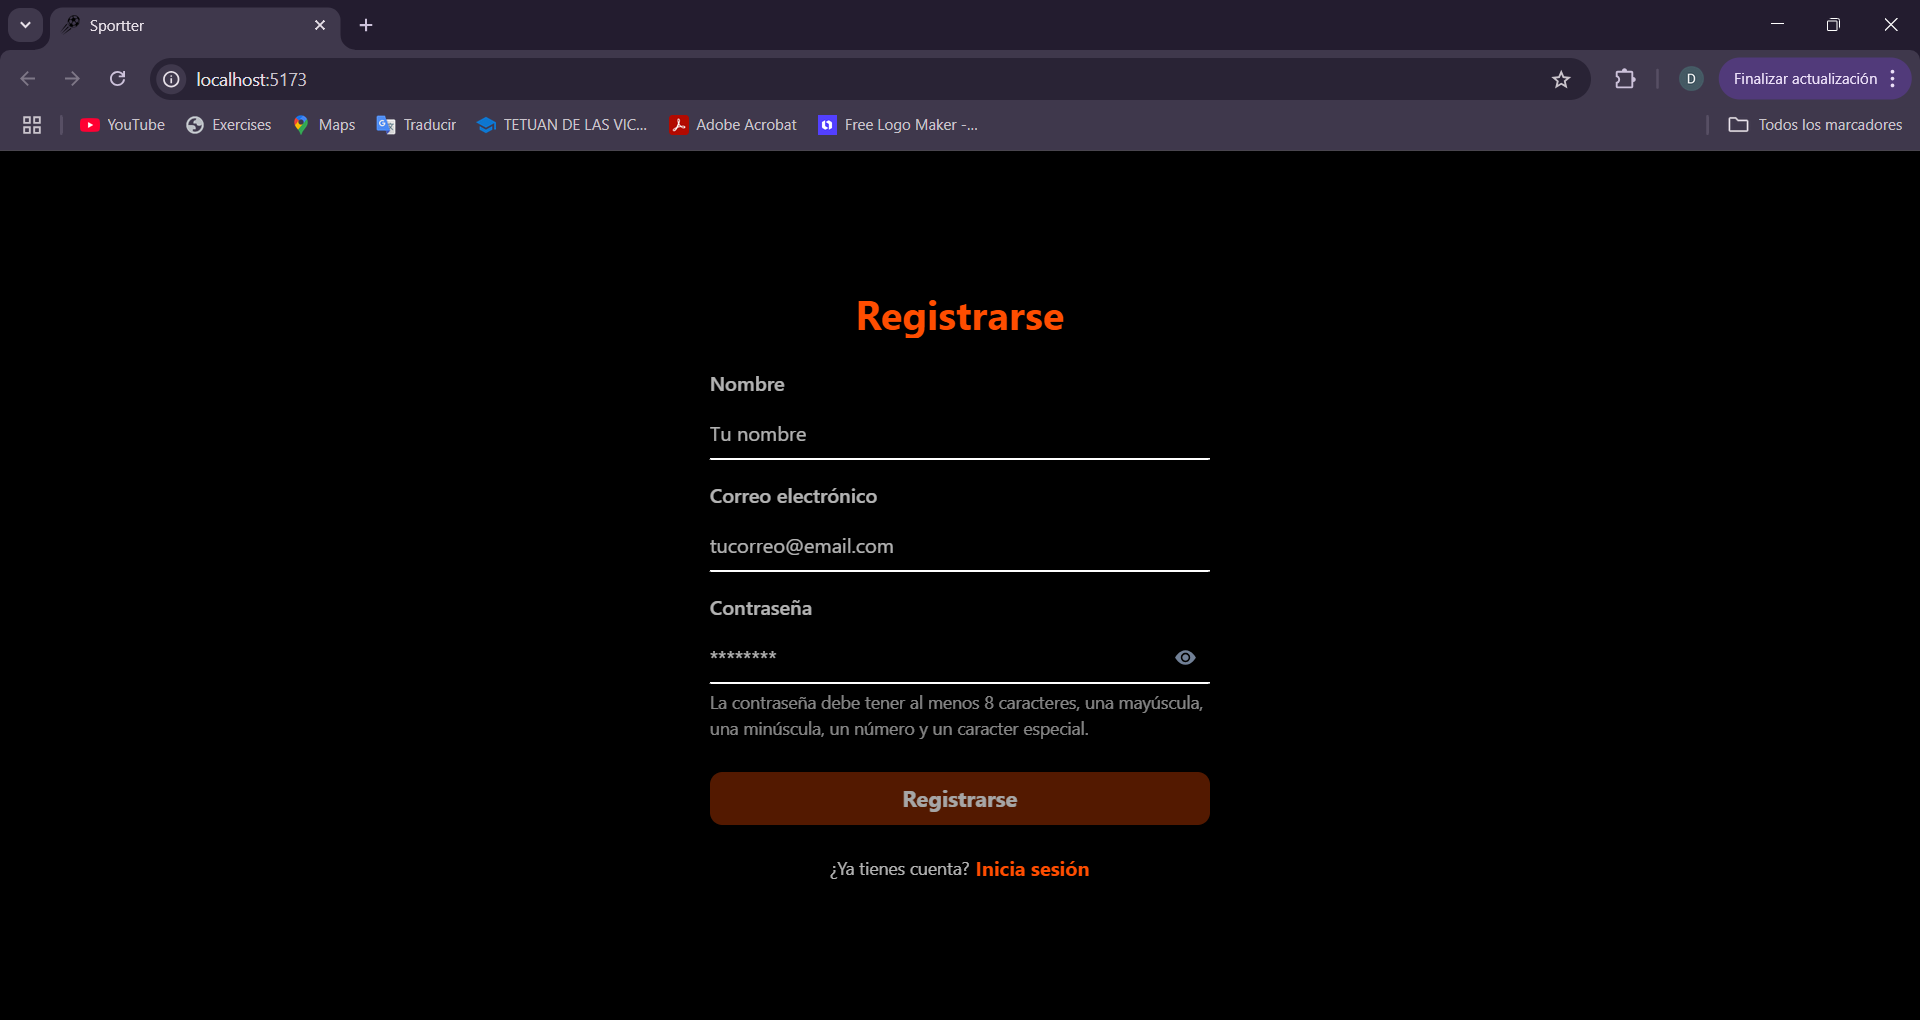 Sportter
localhost:5173
D
Finalizar actualización
YouTube
Exercises
Maps
Traducir
TETUAN DE LAS VIC...
Adobe Acrobat
Free Logo Maker -...
Todos los marcadores
Registrarse
Nombre
Tu nombre
Correo electrónico
tucorreo@email.com
Contraseña
********
La contraseña debe tener al menos 8 caracteres, una mayúscula,
una minúscula, un número y un caracter especial.
Registrarse
¿Ya tienes cuenta? Inicia sesión